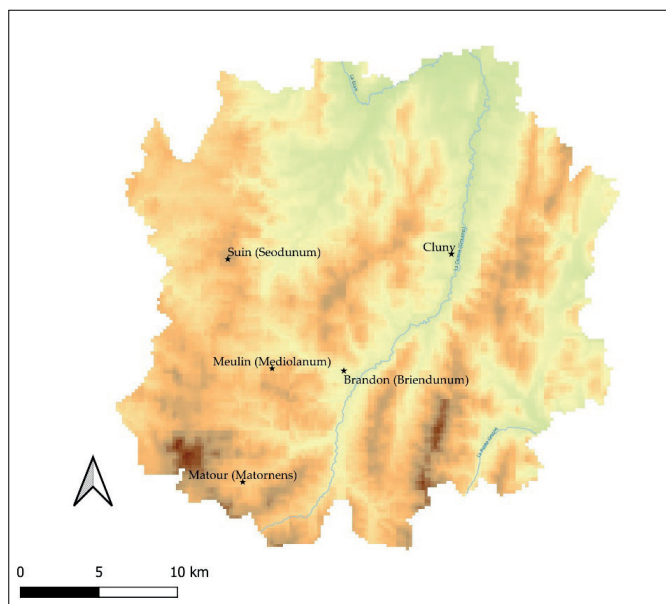 Suin (Seodunum)
Cluny
Meulin (Mediolanum)
Brandon (Briendunum)
Matour (Matornens)
0 5 10 km